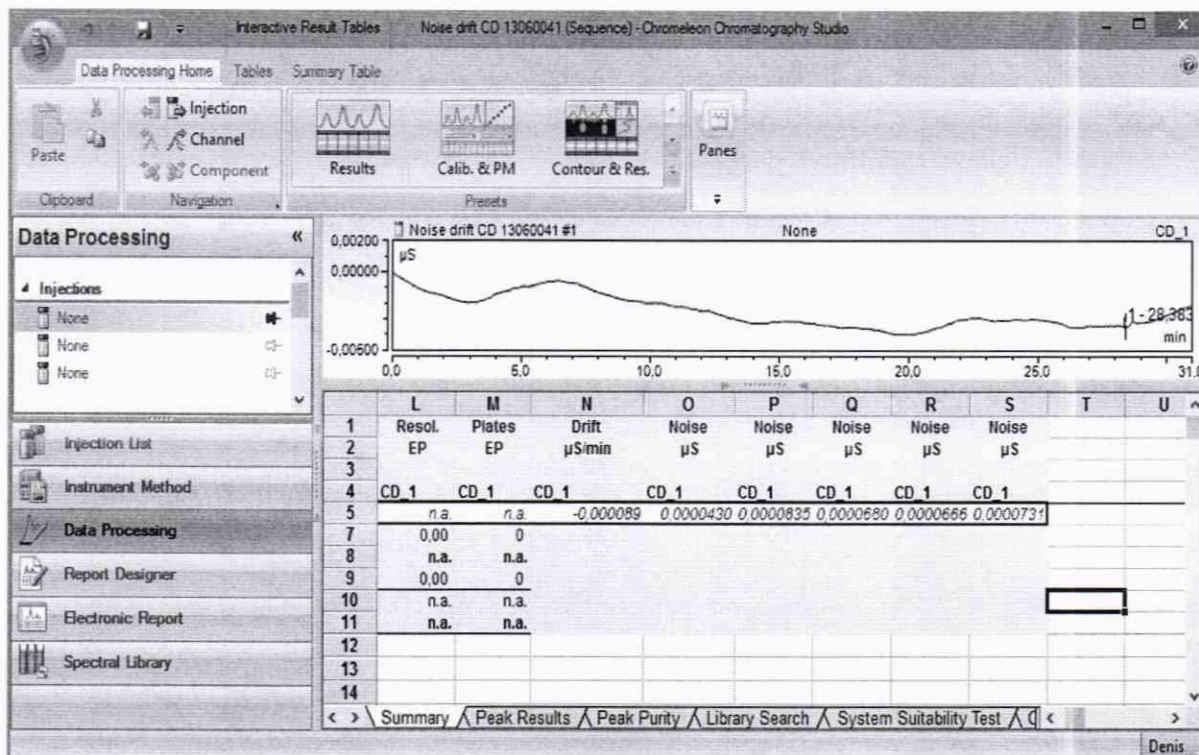 Interactive Result Tables Noise drift CD 13060041 (Sequence) - Chromeleon Chromatography Studio
Data Processing Home Tables Summary Table
Paste
Injection
Channel
Component
Results Calib. & PM Contour & Res. Panes
Clipboard Navigation Presets
Data Processing «
Injections
None
None
None
Injection List
Instrument Method
Data Processing
Report Designer
Electronic Report
Spectral Library
Noise drift CD 13060041 #1 None CD_1
0,00200
µS
0,00000
1 - 28,383
min
-0,00500
0,0 5,0 10,0 15,0 20,0 25,0 31,0
L M N O P Q R S T U
1 Resol. Plates Drift Noise Noise Noise Noise Noise
2 EP EP µS/min µS µS µS µS µS
3
4 CD_1 CD_1 CD_1 CD_1 CD_1 CD_1 CD_1 CD_1
5 n.a. n.a. -0,000089 0,0000430 0,0000835 0,0000680 0,0000666 0,0000731
7 0,00 0
8 n.a. n.a.
9 0,00 0
10 n.a. n.a.
11 n.a. n.a.
12
13
14
Summary Peak Results Peak Purity Library Search System Suitability Test
Denis